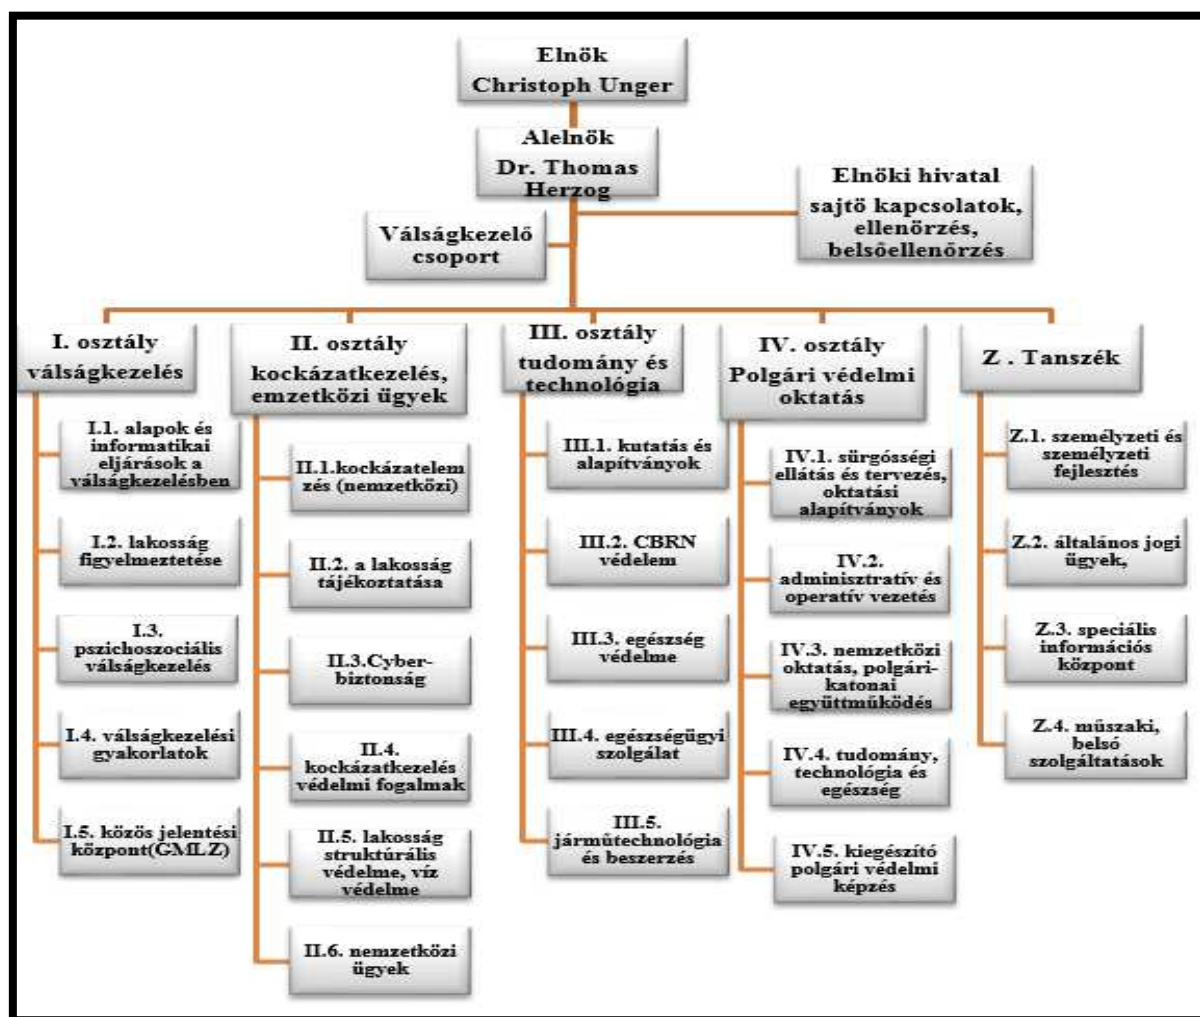 Elnök
Christoph Unger
Alelnök
Dr. Thomas
Herzog
Elnöki hivatal
sajtö kapcsolatok,
ellenörzés,
belsôellenörzés
Válságkezelő
csoport
I. osztály
válságkezelés
I.1. alapok és
informatikai
eljárások a
válságkezelésben
I.2. lakosság
figyelmeztetése
I.3.
pszichoszociális
válságkezelés
I.4. válságkezelési
gyakorlatok
I.5. közös jelentési
központ(GMLZ)
II. osztály
kockázatkezelés,
emzetközi ügyek
II.1.kockázatelem
zés (nemzetközi)
II.2. a lakosság
tájékoztatása
II.3.Cyber-
biztonság
II.4.
kockázatkezelés
védelmi fogalmak
II.5. lakosság
struktúrális
védelme, víz
védelme
II.6. nemzetközi
ügyek
III. osztály
tudomány és
technológia
III.1. kutatás és
alapítványok
III.2. CBRN
védelem
III.3. egészség
védelme
III.4. egészségügyi
szolgálat
III.5.
járműtechnológia
és beszerzés
IV. osztály
Polgári védelmi
oktatás
IV.1. sürgósségi
ellátás és tervezés,
oktatási
alapítványok
IV.2.
adminisztratív és
operatív vezetés
IV.3. nemzetközi
oktatás, polgári-
katonai
együttműködés
IV.4. tudomány,
technológia és
egészség
IV.5. kiegészító
polgári védelmi
képzés
Z . Tanszék
Z.1. személyzeti és
személyzeti
fejlesztés
Z.2. általános jogi
ügyek,
Z.3. speciális
információs
központ
Z.4. műszaki,
belsó
szolgáltatások